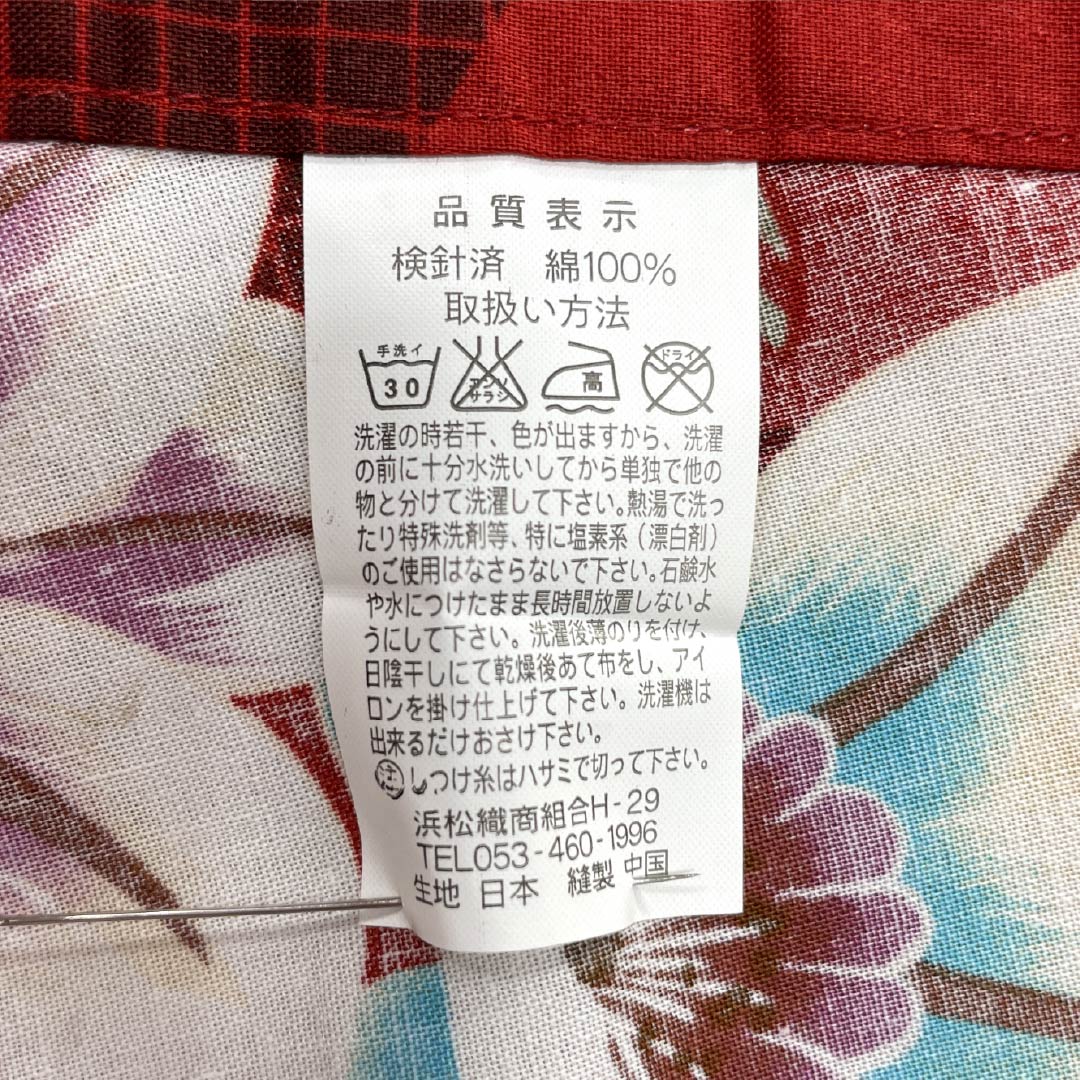 品質表示
検針済 綿100%
取扱い方法
手洗イ
30
エンソ
サラシ
高
ドライ
洗濯の時若干、色が出ますから、洗濯
の前に十分水洗いしてから単独で他の
物と分けて洗濯して下さい。熱湯で洗っ
たり特殊洗剤等、特に塩素系(漂白剤)
のご使用はなさらないで下さい。石鹸水
や水につけたまま長時間放置しないよ
うにして下さい。洗濯後薄のりを付け、
日陰干しにて乾燥後あて布をし、アイ
ロンを掛け仕上げて下さい。洗濯機は
出来るだけおさけ下さい。
注 しつけ糸はハサミで切って下さい。
浜松織商組合H-29
TEL053-460-1996
生地 日本 縫製 中国